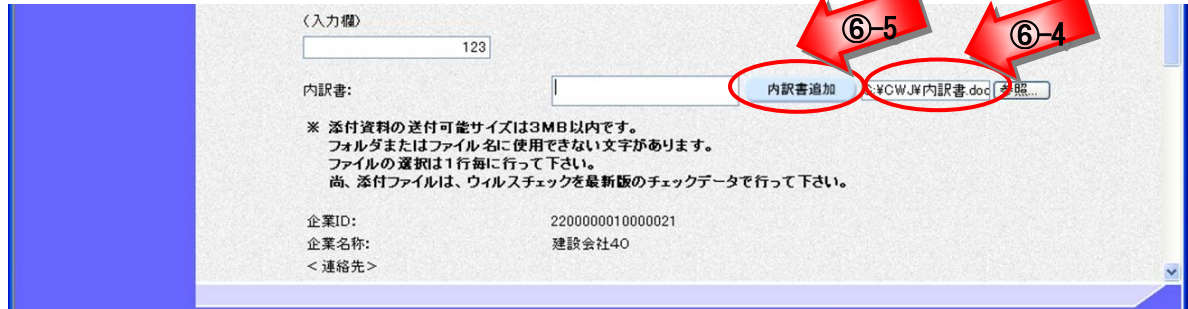 〈入力欄〉
⑥-5
⑥-4
123
内訳書: 内訳書追加 C:¥CWJ¥内訳書.doc 参照...
※ 添付資料の送付可能サイズは3MB以内です。
フォルダまたはファイル名に使用できない文字があります。
ファイルの選択は1行毎に行って下さい。
尚、添付ファイルは、ウィルスチェックを最新版のチェックデータで行って下さい。
企業ID: 2200000010000021
企業名称: 建設会社40
<連絡先>